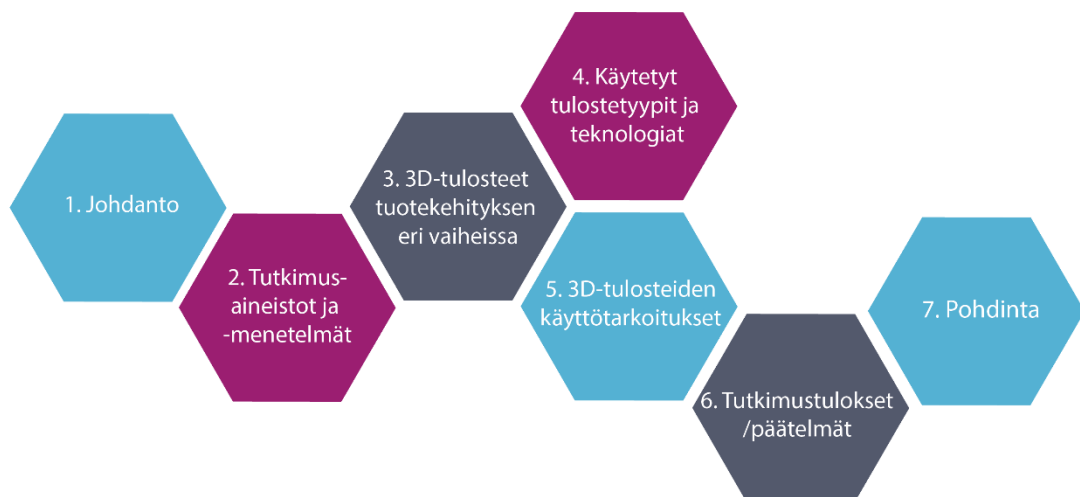 1. Johdanto
2. Tutkimus-
aineistot ja
-menetelmät
3. 3D-tulosteet
tuotekehityksen
eri vaiheissa
4. Käytetyt
tulostetyypit ja
teknologiat
5. 3D-tulosteiden
käyttötarkoitukset
6. Tutkimustulokset
/päätelmät
7. Pohdinta